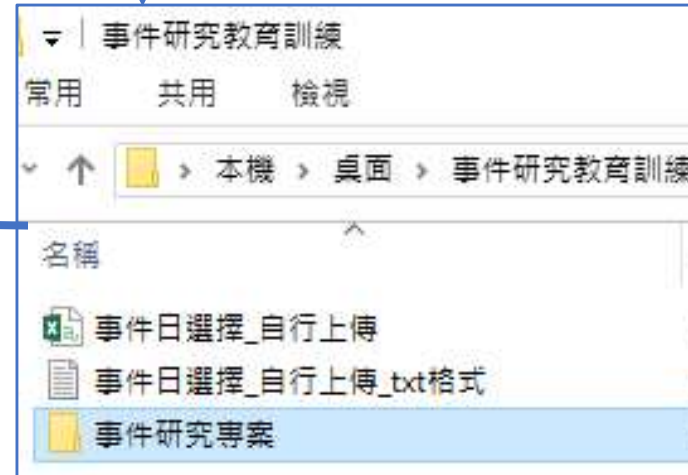 事件研究教育訓練
常用 共用 檢視
本機 > 桌面 > 事件研究教育訓練
名稱
事件日選擇_自行上傳
事件日選擇_自行上傳_txt格式
事件研究專案